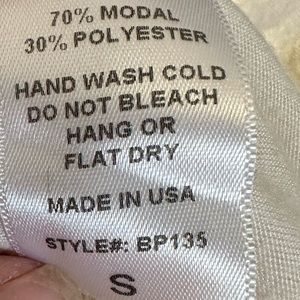 70% MODAL
30% POLYESTER
HAND WASH COLD
DO NOT BLEACH
HANG OR
FLAT DRY
MADE IN USA
STYLE#: BP135
S